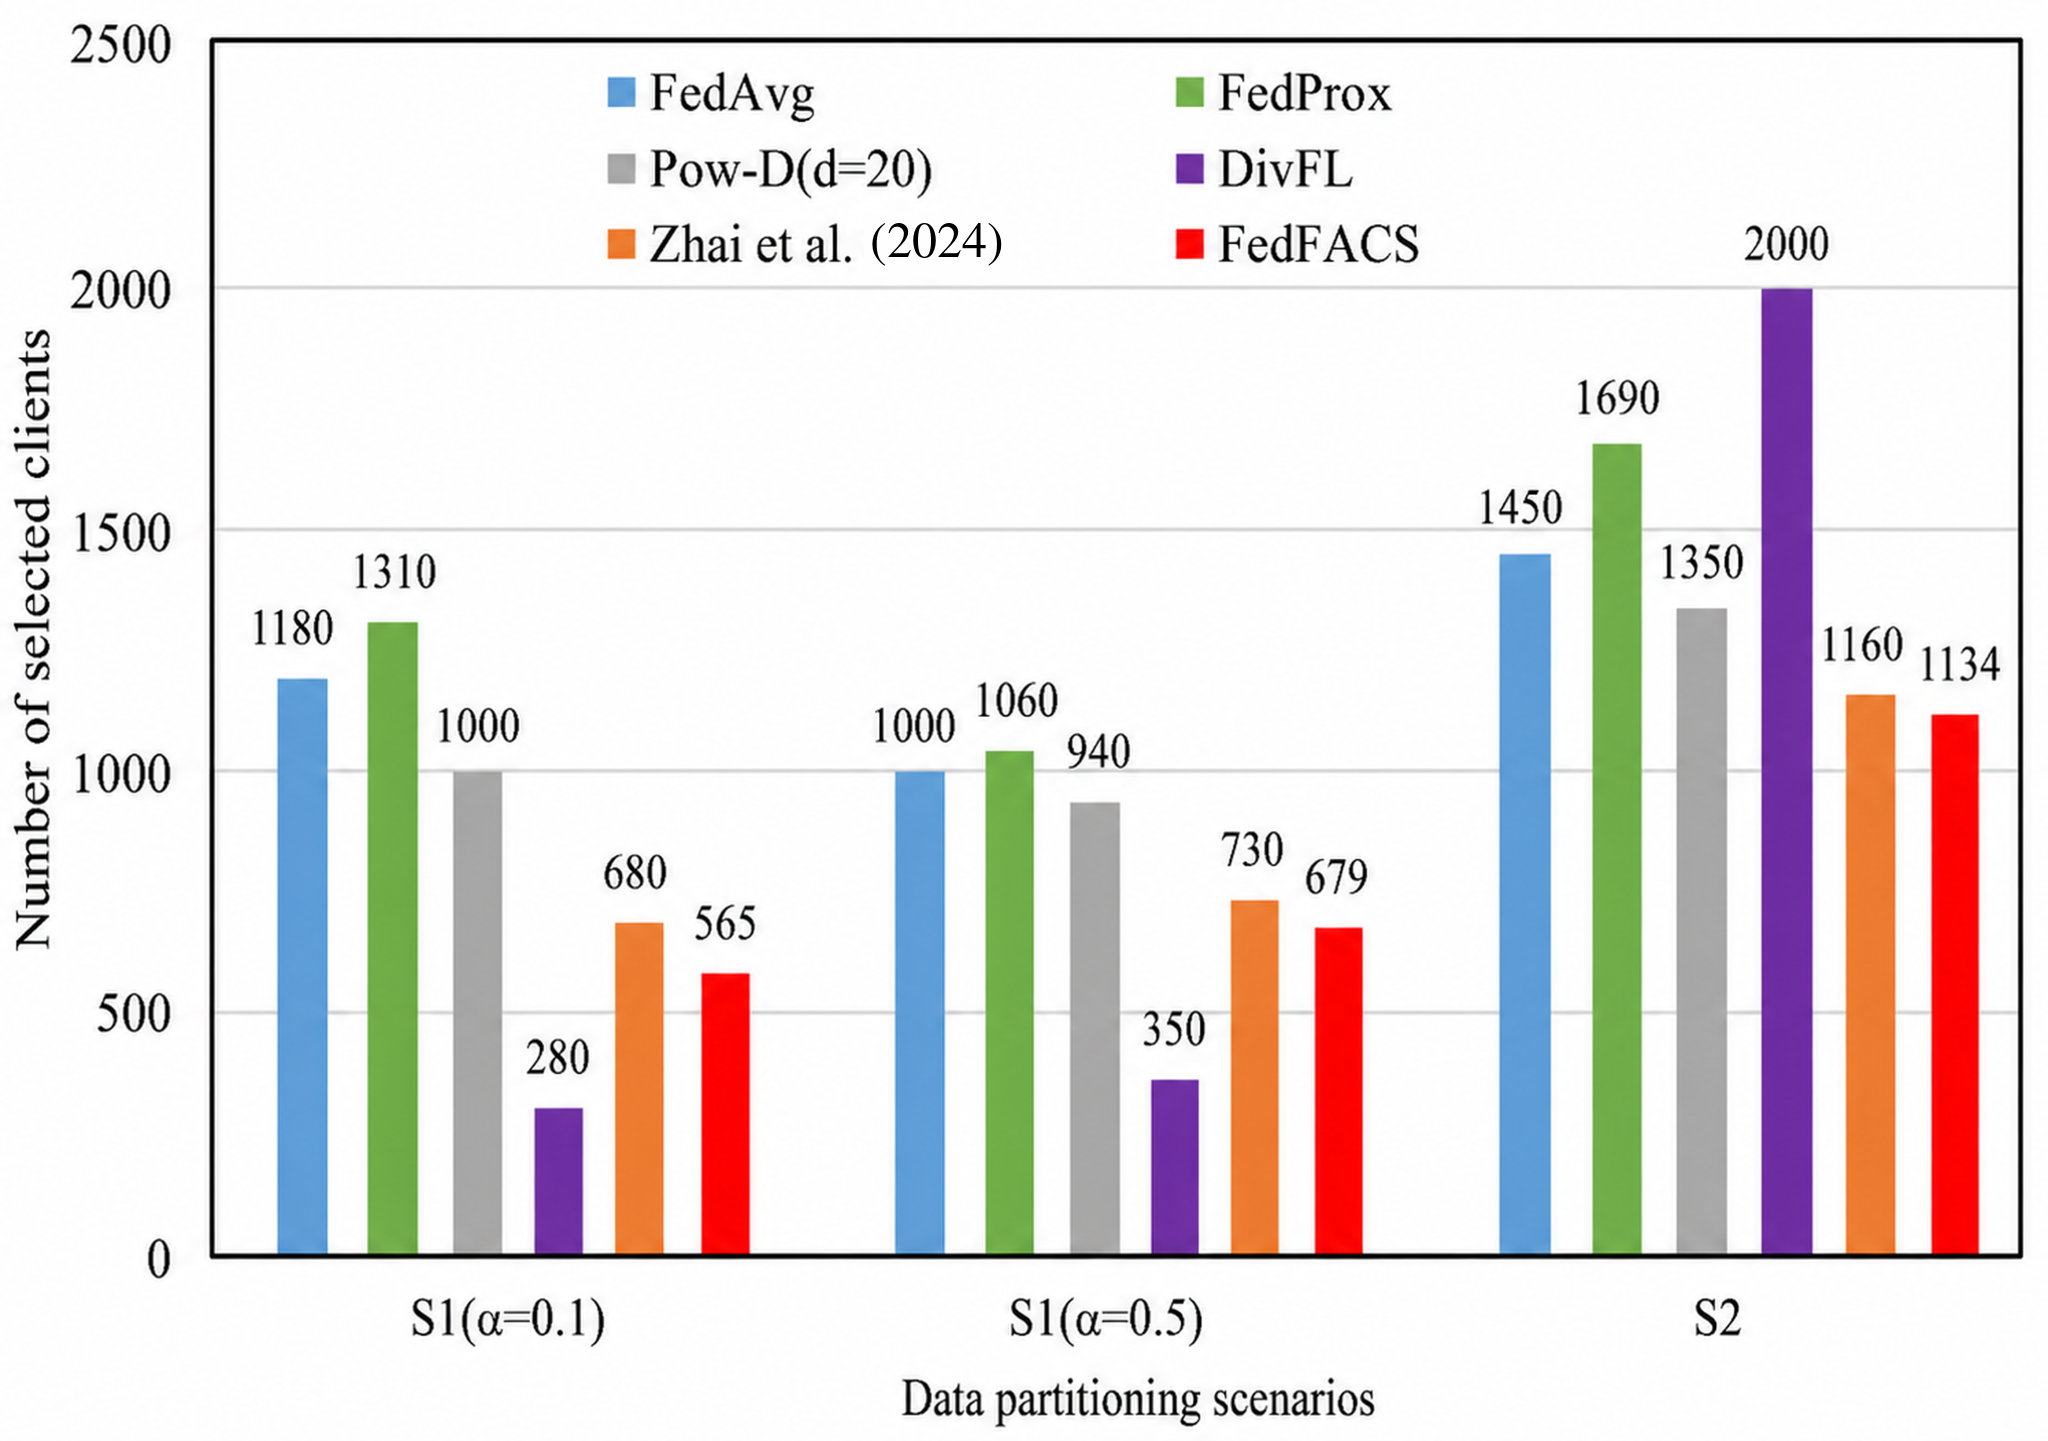 2500
2000
1500
1000
500
0
Number of selected clients
FedAvg
FedProx
Pow-D(d=20)
DivFL
Zhai et al. (2024)
FedFACS
1180
1310
1000
280
680
565
1000
1060
940
350
730
679
1450
1690
1350
2000
1160
1134
S1(α=0.1)
S1(α=0.5)
S2
Data partitioning scenarios